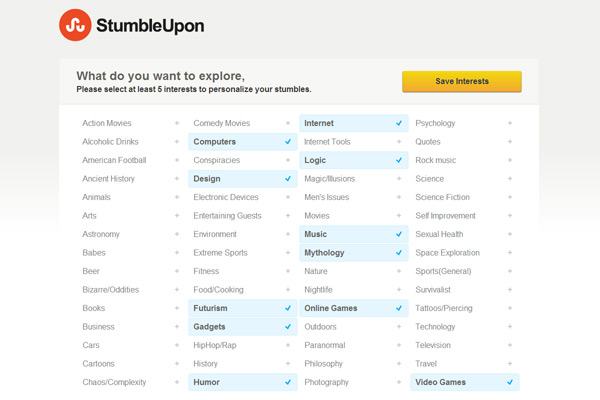 StumbleUpon
What do you want to explore,
Save Interests
Please select at least 5 interests to personalize your stumbles.
Action Movies
Alcoholic Drinks
American Football
Ancient History
Animals
Arts
Astronomy
Babes
Beer
Bizarre/Oddities
Books
Business
Cars
Cartoons
Chaos/Complexity
Comedy Movies
Computers
Conspiracies
Design
Electronic Devices
Entertaining Guests
Environment
Extreme Sports
Fitness
Food/Cooking
Futurism
Gadgets
HipHop/Rap
History
Humor
Internet
Internet Tools
Logic
Magic/Illusions
Men's Issues
Movies
Music
Mythology
Nature
Nightlife
Online Games
Outdoors
Paranormal
Philosophy
Photography
Psychology
Quotes
Rock music
Science
Science Fiction
Self Improvement
Sexual Health
Space Exploration
Sports(General)
Survivalist
Tattoos/Piercing
Technology
Television
Travel
Video Games